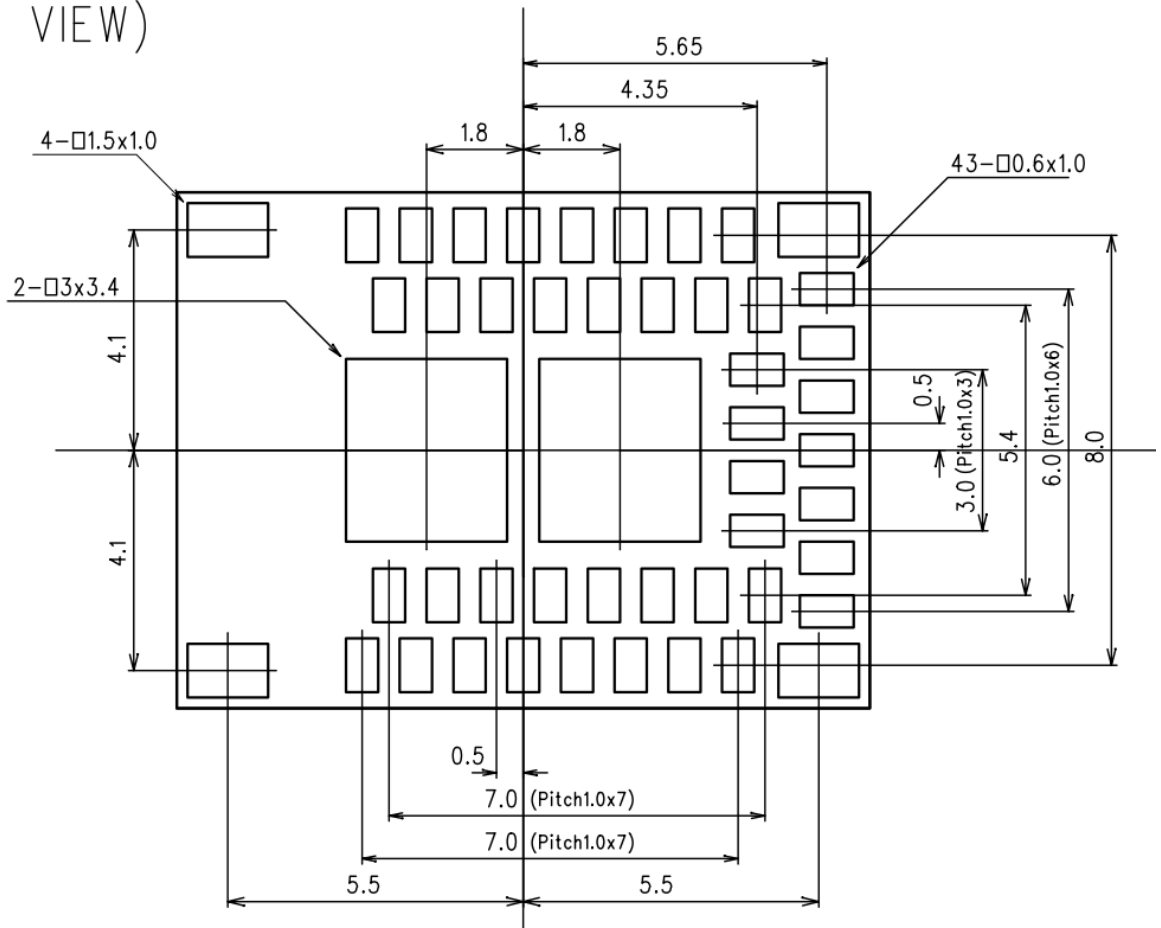 VIEW)
5.65
4.35
1.8
1.8
4-□1.5x1.0
43-□0.6x1.0
2-□3x3.4
4.1
4.1
0.5
3.0 (Pitch1.0x3)
5.4
6.0 (Pitch1.0x6)
8.0
0.5
7.0 (Pitch1.0x7)
7.0 (Pitch1.0x7)
5.5
5.5